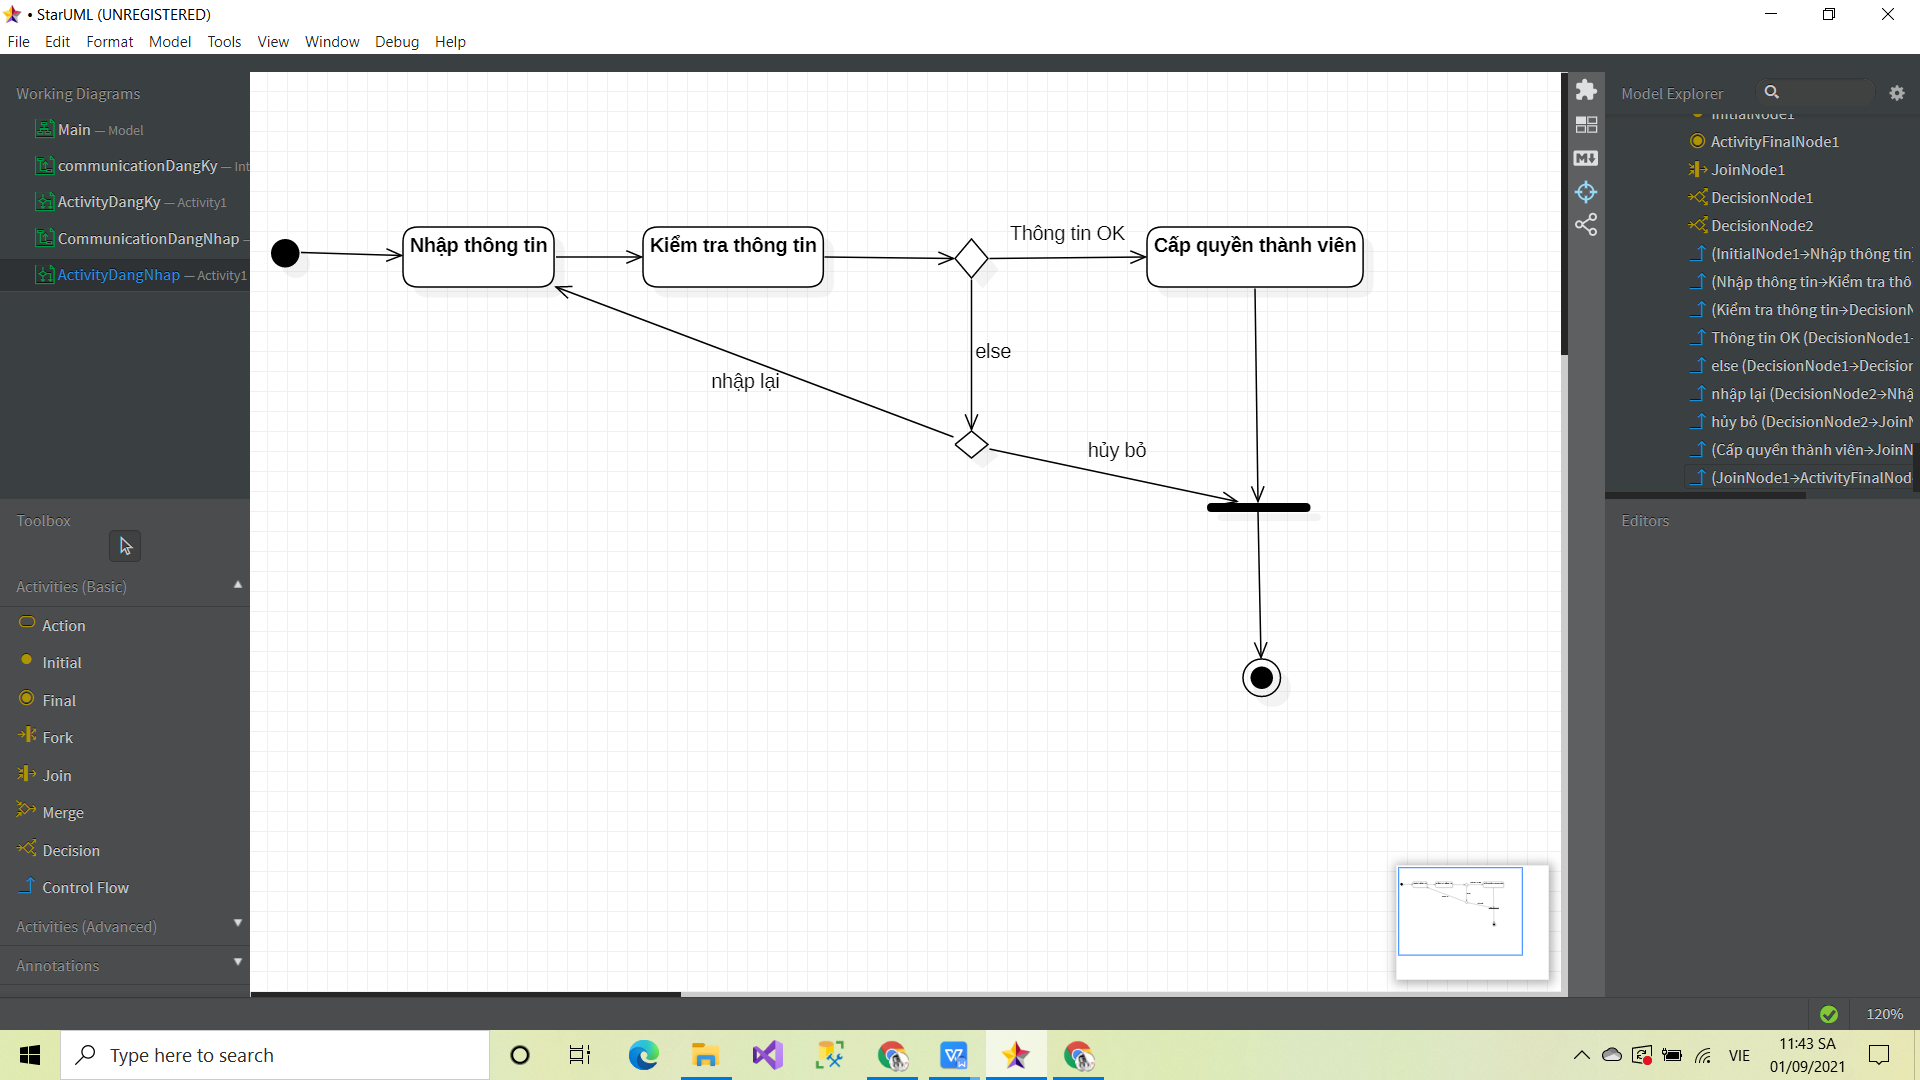 • StarUML (UNREGISTERED)
File Edit Format Model Tools View Window Debug Help
Working Diagrams
Main — Model
communicationDangKy — Int
ActivityDangKy — Activity1
CommunicationDangNhap —
ActivityDangNhap — Activity1
Toolbox
Activities (Basic)
Action
Initial
Final
Fork
Join
Merge
Decision
Control Flow
Activities (Advanced)
Annotations
Nhập thông tin
Kiểm tra thông tin
Thông tin OK
Cấp quyền thành viên
else
nhập lại
hủy bỏ
Model Explorer
InitialNode1
ActivityFinalNode1
JoinNode1
DecisionNode1
DecisionNode2
(InitialNode1→Nhập thông tin)
(Nhập thông tin→Kiểm tra thô
(Kiểm tra thông tin→DecisionN
Thông tin OK (DecisionNode1-
else (DecisionNode1→Decision
nhập lại (DecisionNode2→Nhậ
hủy bỏ (DecisionNode2→JoinN
(Cấp quyền thành viên→JoinN
(JoinNode1→ActivityFinalNod
Editors
120%
Type here to search
VIE
11:43 SA
01/09/2021